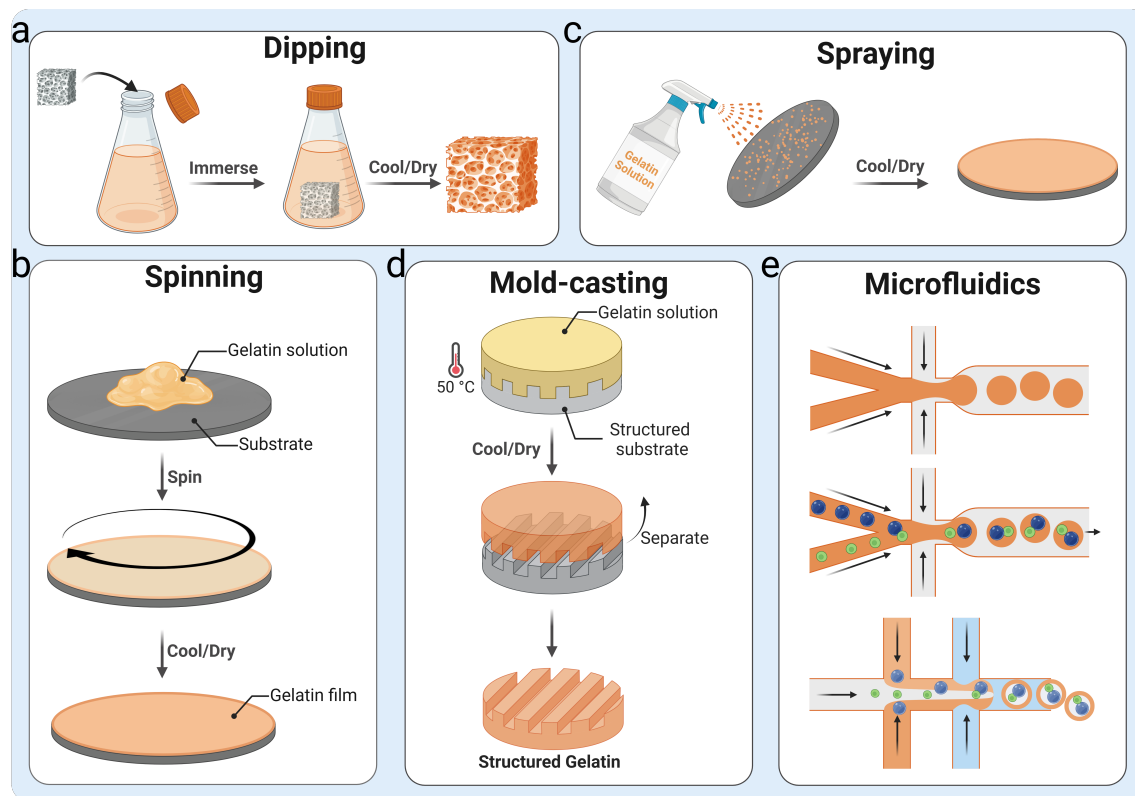 a
Dipping
Immerse
Cool/Dry
c
Spraying
Gelatin
Solution
Cool/Dry
b
Spinning
Gelatin solution
Substrate
Spin
Cool/Dry
Gelatin film
d
Mold-casting
Gelatin solution
50 °C
Structured
substrate
Cool/Dry
Separate
Structured Gelatin
e
Microfluidics